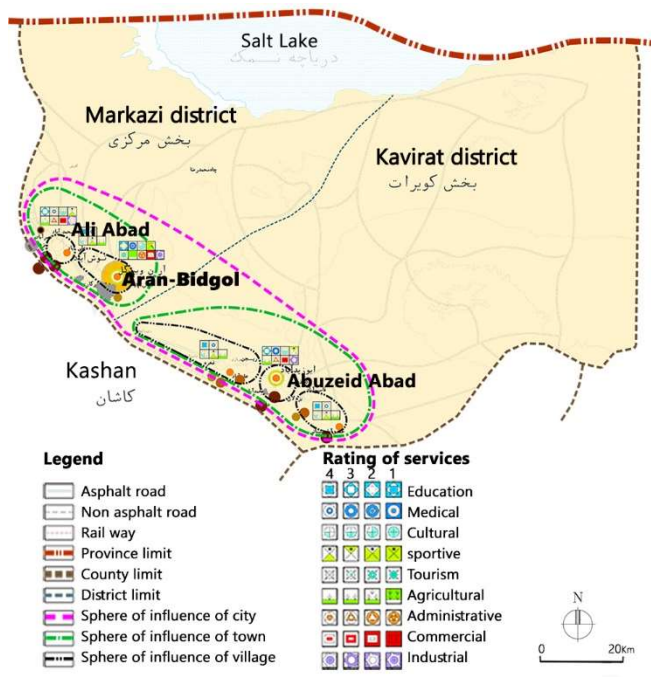 Salt Lake
دریاچه نمک
Markazi district
بخش مرکزی
Kavirat district
بخش کویرات
Ali Abad
Aran-Bidgol
Kashan
کاشان
Abuzeid Abad
Legend
Asphalt road
Non asphalt road
Rail way
Province limit
County limit
District limit
Sphere of influence of city
Sphere of influence of town
Sphere of influence of village
Rating of services
4 3 2 1
Education
Medical
Cultural
sportive
Tourism
Agricultural
Administrative
Commercial
Industrial
N
0 20Km